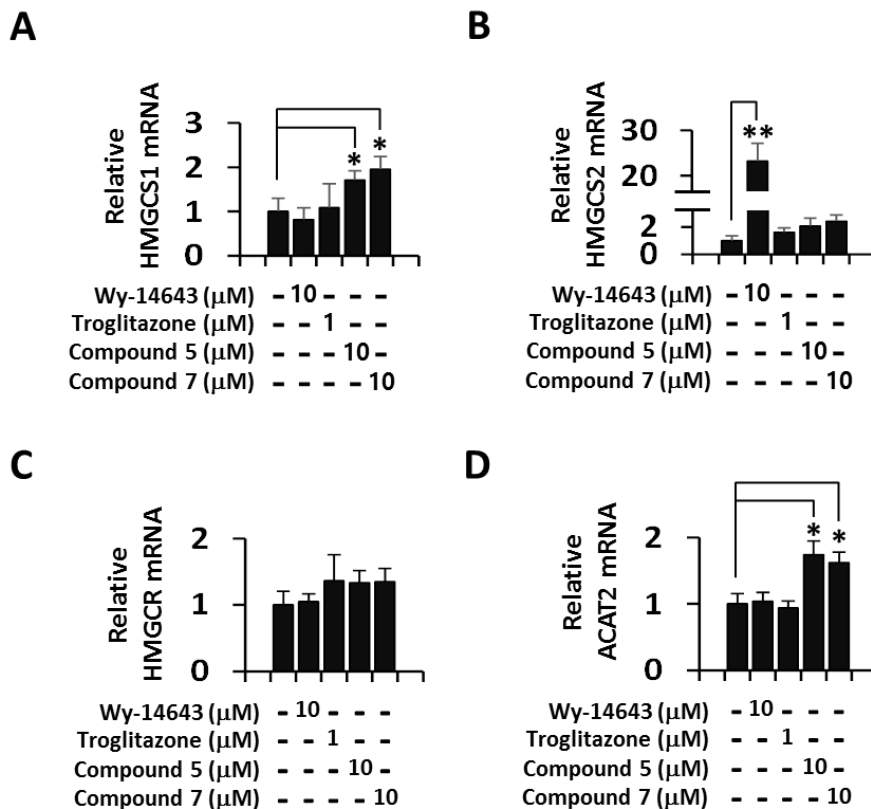 A
Relative
HMGCS1 mRNA
3
2
1
0
*
*
Wy-14643 (μM) – 10 – – –
Troglitazone (μM) – – 1 – –
Compound 5 (μM) – – – 10 –
Compound 7 (μM) – – – – 10
B
Relative
HMGCS2 mRNA
30
20
2
0
**
Wy-14643 (μM) – 10 – – –
Troglitazone (μM) – – 1 – –
Compound 5 (μM) – – – 10 –
Compound 7 (μM) – – – – 10
C
Relative
HMGCR mRNA
2
1
0
Wy-14643 (μM) – 10 – – –
Troglitazone (μM) – – 1 – –
Compound 5 (μM) – – – 10 –
Compound 7 (μM) – – – – 10
D
Relative
ACAT2 mRNA
2
1
0
*
*
Wy-14643 (μM) – 10 – – –
Troglitazone (μM) – – 1 – –
Compound 5 (μM) – – – 10 –
Compound 7 (μM) – – – – 10